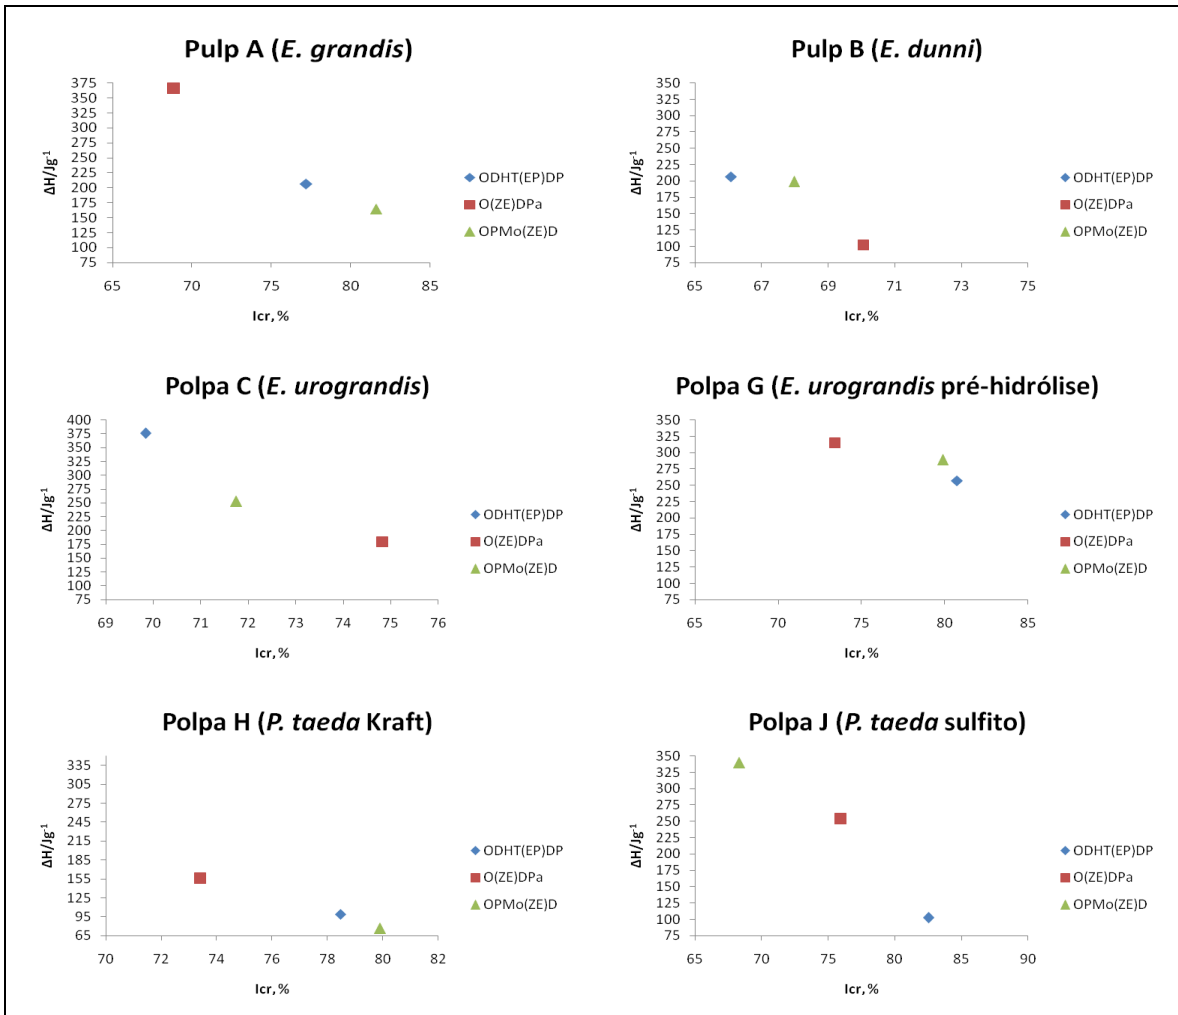 Pulp A (E. grandis)
375
350
325
300
275
250
225
200
175
150
125
100
75
ΔH/Jg⁻¹
65 70 75 80 85
Icr, %
ODHT(EP)DP
O(ZE)DPa
OPMo(ZE)D
Pulp B (E. dunni)
350
325
300
275
250
225
200
175
150
125
100
75
ΔH/Jg⁻¹
65 67 69 71 73 75
Icr, %
ODHT(EP)DP
O(ZE)DPa
OPMo(ZE)D
Polpa C (E. urograndis)
400
375
350
325
300
275
250
225
200
175
150
125
100
75
ΔH/Jg⁻¹
69 70 71 72 73 74 75 76
Icr, %
ODHT(EP)DP
O(ZE)DPa
OPMo(ZE)D
Polpa G (E. urograndis pré-hidrólise)
350
325
300
275
250
225
200
175
150
125
100
75
ΔH/Jg⁻¹
65 70 75 80 85
Icr, %
ODHT(EP)DP
O(ZE)DPa
OPMo(ZE)D
Polpa H (P. taeda Kraft)
335
305
275
245
215
185
155
125
95
65
ΔH/Jg⁻¹
70 72 74 76 78 80 82
Icr, %
ODHT(EP)DP
O(ZE)DPa
OPMo(ZE)D
Polpa J (P. taeda sulfito)
350
325
300
275
250
225
200
175
150
125
100
75
ΔH/Jg⁻¹
65 70 75 80 85 90
Icr, %
ODHT(EP)DP
O(ZE)DPa
OPMo(ZE)D